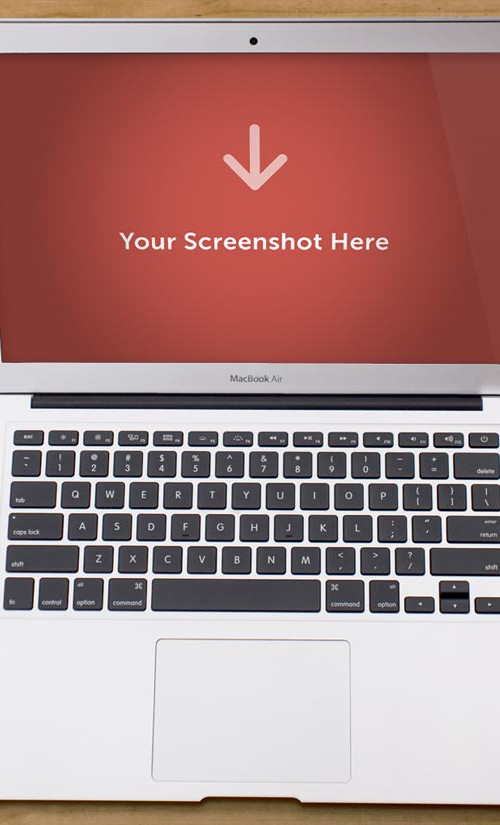 Your Screenshot Here
MacBook Air
esc F1 F2 F3 F4 F5 F6 F7 F8 F9 F10 F11 F12
~ ` ! 1 @ 2 # 3 $ 4 % 5 ^ 6 & 7 * 8 ( 9 ) 0 _ - + = delete
tab Q W E R T Y U I O P { [ } ] | \
caps lock A S D F G H J K L : ; " ' enter return
shift Z X C V B N M < , > . ? / shift
fn control alt option ⌘ command ⌘ command alt option